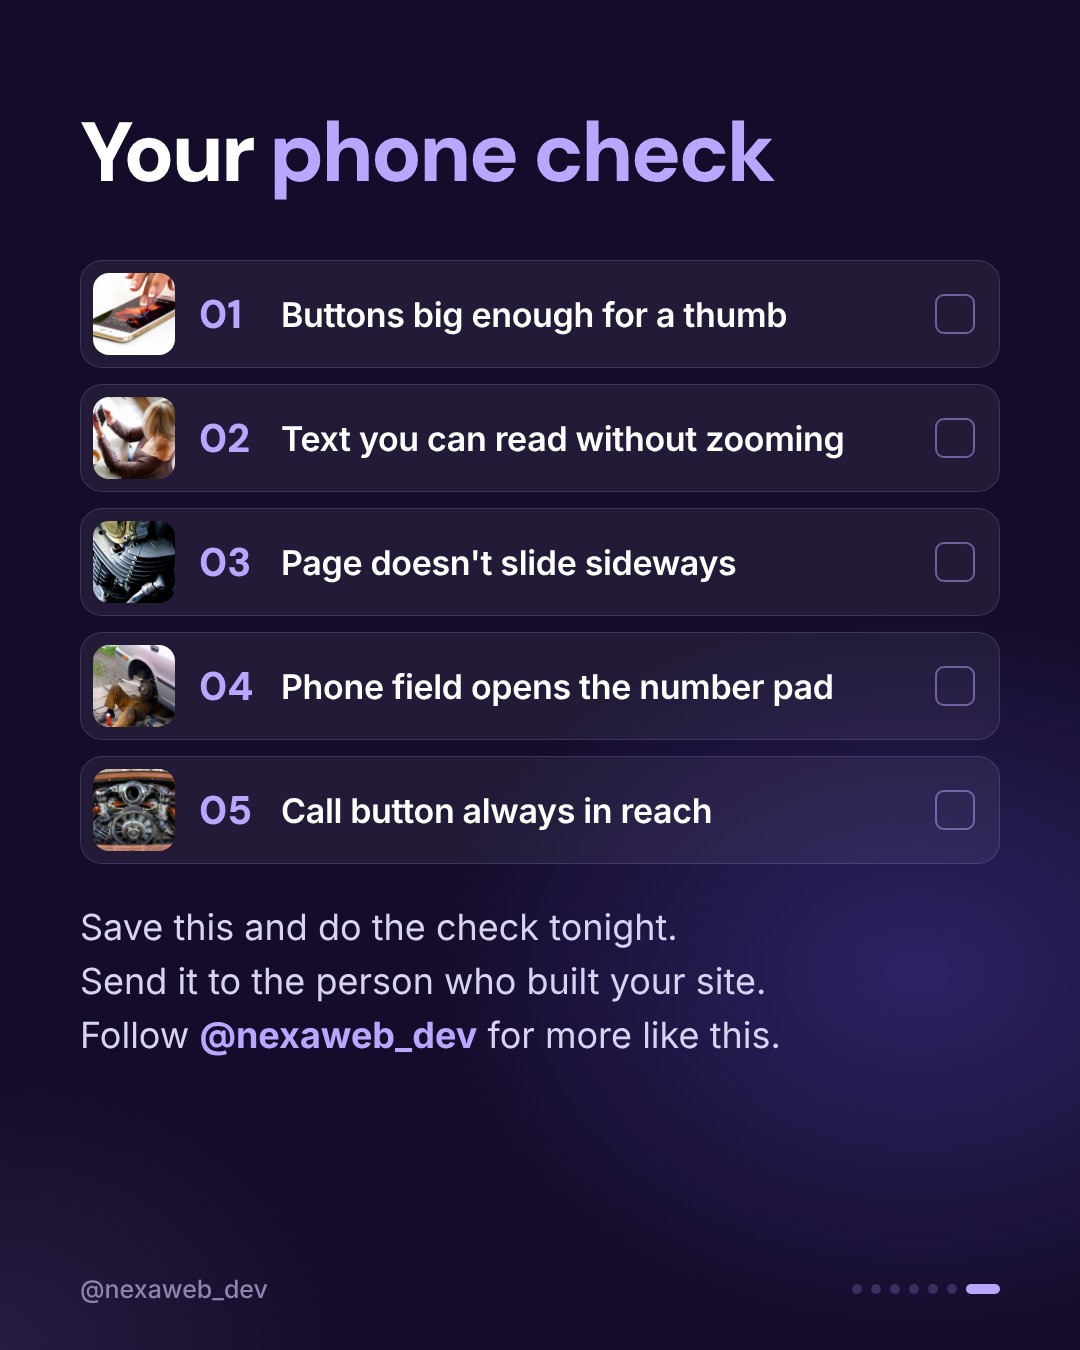 Your phone check
01 Buttons big enough for a thumb
02 Text you can read without zooming
03 Page doesn't slide sideways
04 Phone field opens the number pad
05 Call button always in reach
Save this and do the check tonight.
Send it to the person who built your site.
Follow @nexaweb_dev for more like this.
@nexaweb_dev